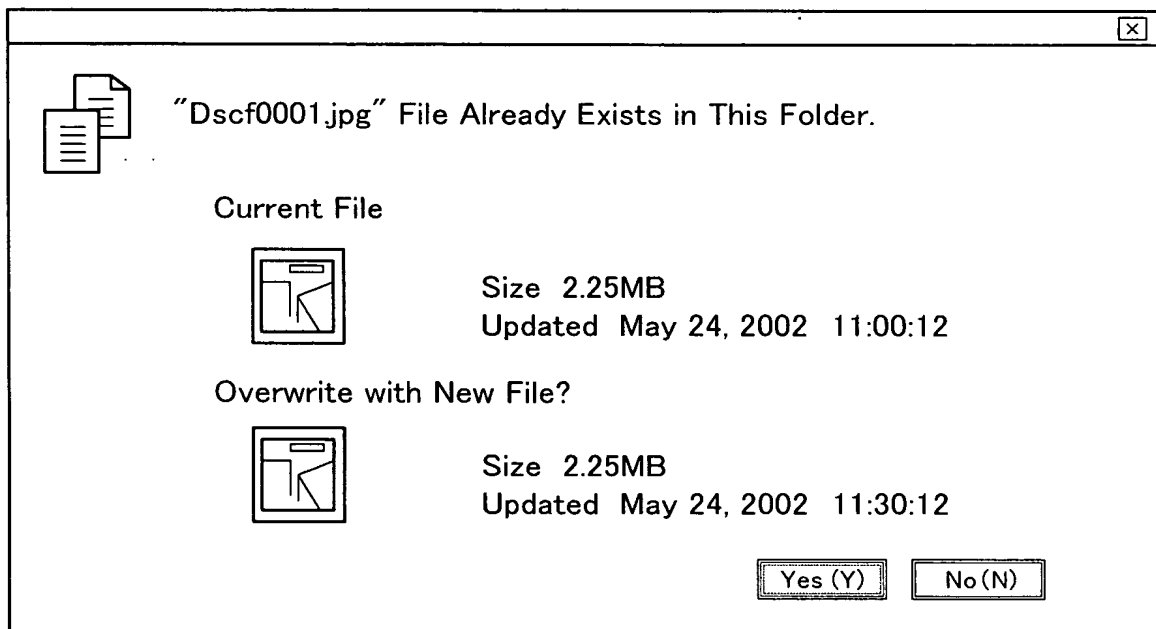 "Dscf0001.jpg" File Already Exists in This Folder.
Current File
Size 2.25MB
Updated May 24, 2002 11:00:12
Overwrite with New File?
Size 2.25MB
Updated May 24, 2002 11:30:12
Yes (Y) No (N)